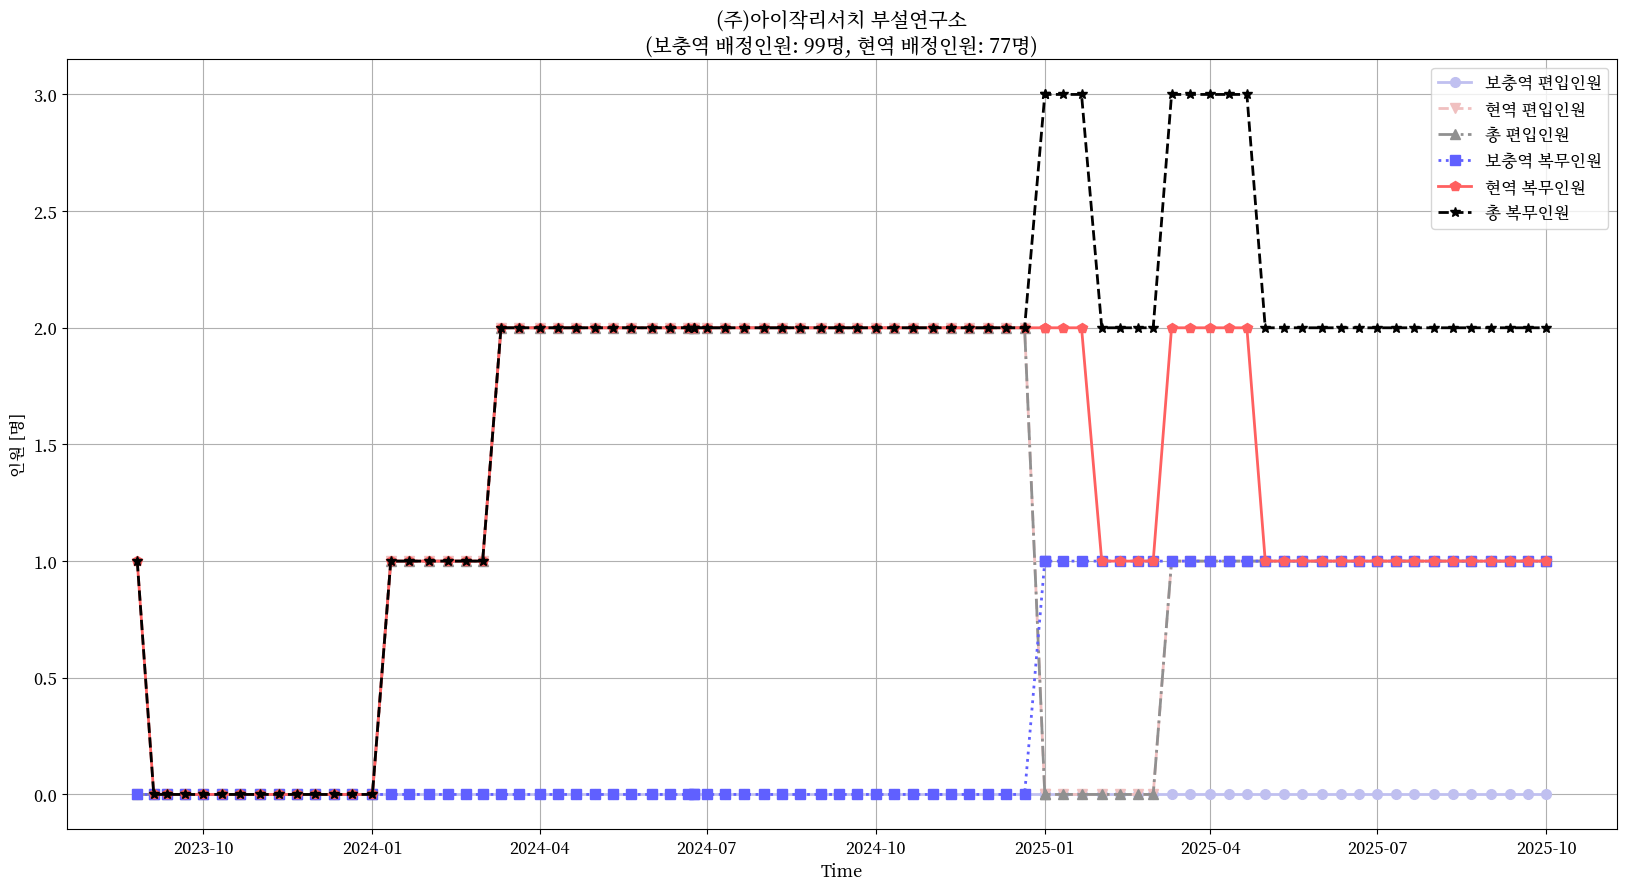 (주)아이작리서치 부설연구소
(보충역 배정인원: 99명, 현역 배정인원: 77명)
보충역 편입인원
현역 편입인원
총 편입인원
보충역 복무인원
현역 복무인원
총 복무인원
인원 [명]
3.0
2.5
2.0
1.5
1.0
0.5
0.0
2023-10
2024-01
2024-04
2024-07
2024-10
2025-01
2025-04
2025-07
2025-10
Time